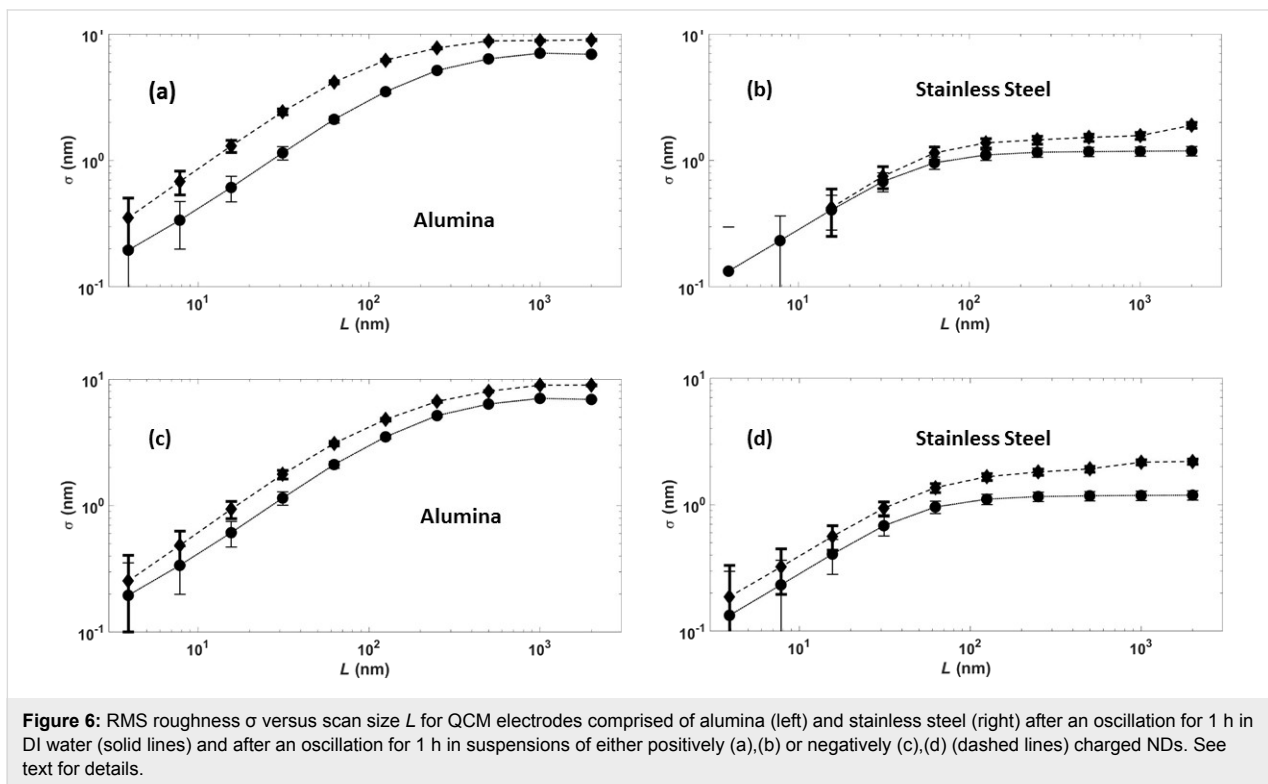 (a)
10¹
10⁰
10⁻¹
σ (nm)
Alumina
10¹ 10² 10³
L (nm)
(b)
Stainless Steel
10¹
10⁰
10⁻¹
σ (nm)
10¹ 10² 10³
L (nm)
(c)
10¹
10⁰
10⁻¹
σ (nm)
Alumina
10¹ 10² 10³
L (nm)
(d)
Stainless Steel
10¹
10⁰
10⁻¹
σ (nm)
10¹ 10² 10³
L (nm)
Figure 6: RMS roughness σ versus scan size L for QCM electrodes comprised of alumina (left) and stainless steel (right) after an oscillation for 1 h in
DI water (solid lines) and after an oscillation for 1 h in suspensions of either positively (a),(b) or negatively (c),(d) (dashed lines) charged NDs. See
text for details.